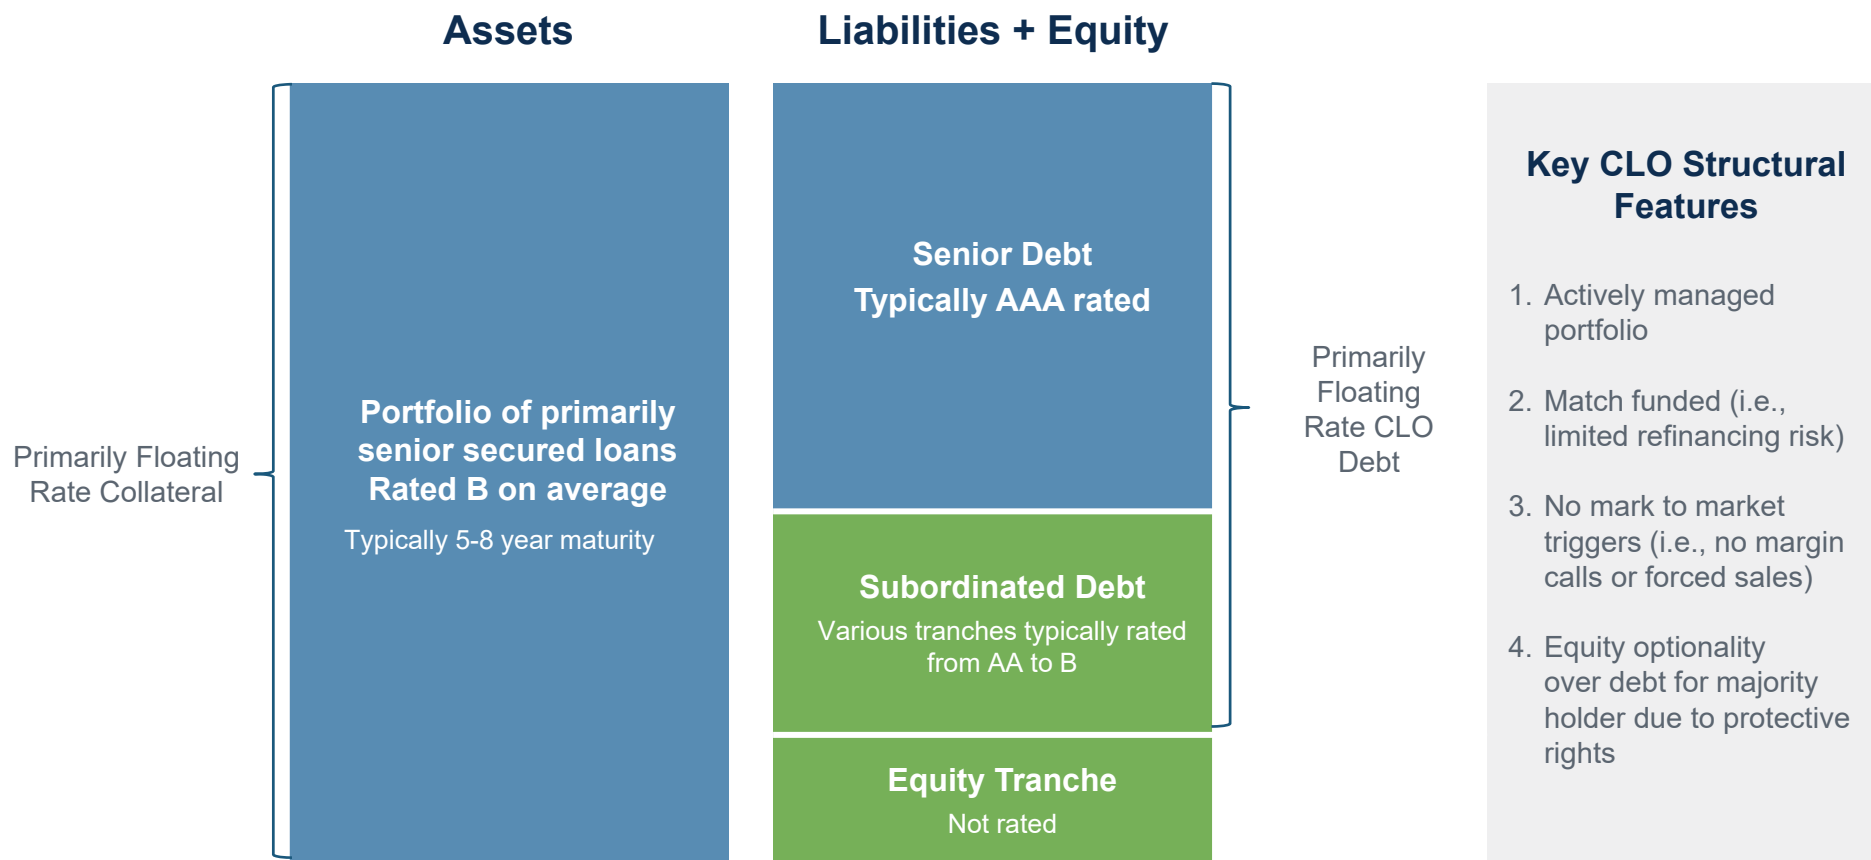 Assets
Liabilities + Equity
Primarily Floating
Rate Collateral
Portfolio of primarily
senior secured loans
Rated B on average
Typically 5-8 year maturity
Senior Debt
Typically AAA rated
Subordinated Debt
Various tranches typically rated
from AA to B
Equity Tranche
Not rated
Primarily
Floating
Rate CLO
Debt
Key CLO Structural
Features
1. Actively managed
portfolio
2. Match funded (i.e.,
limited refinancing risk)
3. No mark to market
triggers (i.e., no margin
calls or forced sales)
4. Equity optionality
over debt for majority
holder due to protective
rights